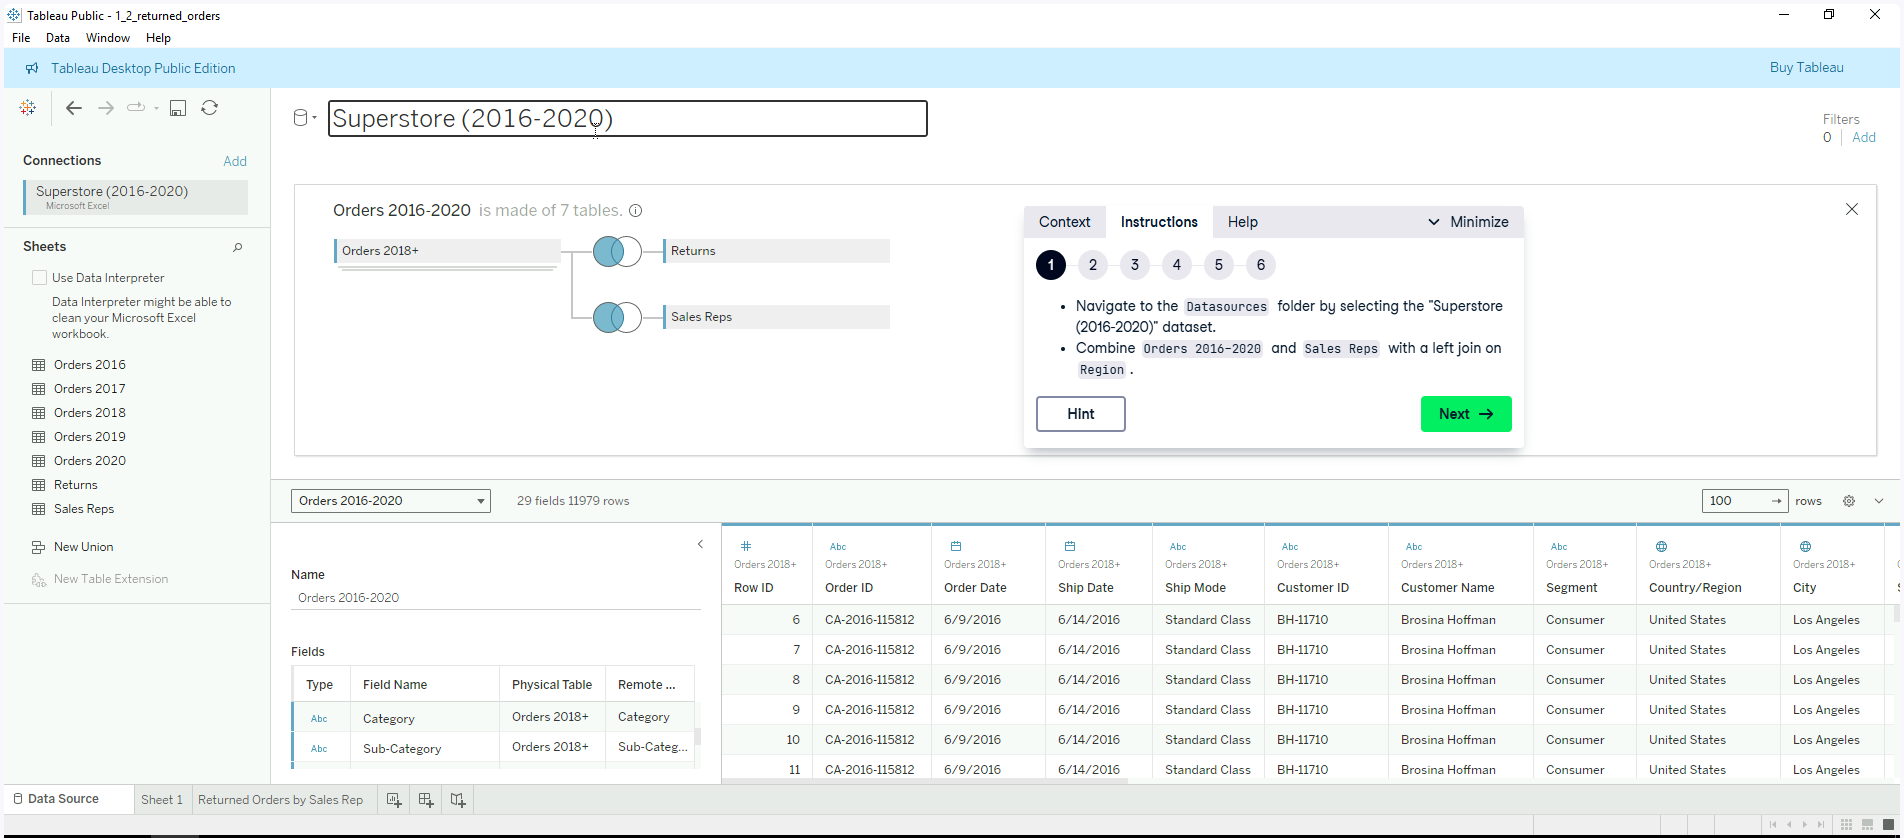 Tableau Public - 1_2_returned_orders
File Data Window Help
Tableau Desktop Public Edition
Buy Tableau
Superstore (2016-2020)
Filters
0 Add
Connections Add
Superstore (2016-2020)
Microsoft Excel
Sheets
Use Data Interpreter
Data Interpreter might be able to
clean your Microsoft Excel
workbook.
Orders 2016
Orders 2017
Orders 2018
Orders 2019
Orders 2020
Returns
Sales Reps
New Union
New Table Extension
Orders 2016-2020 is made of 7 tables.
Orders 2018+
Returns
Sales Reps
Context Instructions Help Minimize
1 2 3 4 5 6
• Navigate to the Datasources folder by selecting the "Superstore
(2016-2020)" dataset.
• Combine Orders 2016-2020 and Sales Reps with a left join on
Region .
HInt Next →
Orders 2016-2020 29 fields 11979 rows 100 → rows
Name
Orders 2016-2020
Fields
Type Field Name Physical Table Remote ...
Abc Category Orders 2018+ Category
Abc Sub-Category Orders 2018+ Sub-Categ...
# Abc Abc Abc Abc Abc
Orders 2018+ Orders 2018+ Orders 2018+ Orders 2018+ Orders 2018+ Orders 2018+ Orders 2018+ Orders 2018+ Orders 2018+ Orders 2018+
Row ID Order ID Order Date Ship Date Ship Mode Customer ID Customer Name Segment Country/Region City
6 CA-2016-115812 6/9/2016 6/14/2016 Standard Class BH-11710 Brosina Hoffman Consumer United States Los Angeles
7 CA-2016-115812 6/9/2016 6/14/2016 Standard Class BH-11710 Brosina Hoffman Consumer United States Los Angeles
8 CA-2016-115812 6/9/2016 6/14/2016 Standard Class BH-11710 Brosina Hoffman Consumer United States Los Angeles
9 CA-2016-115812 6/9/2016 6/14/2016 Standard Class BH-11710 Brosina Hoffman Consumer United States Los Angeles
10 CA-2016-115812 6/9/2016 6/14/2016 Standard Class BH-11710 Brosina Hoffman Consumer United States Los Angeles
11 CA-2016-115812 6/9/2016 6/14/2016 Standard Class BH-11710 Brosina Hoffman Consumer United States Los Angeles
Data Source Sheet 1 Returned Orders by Sales Rep